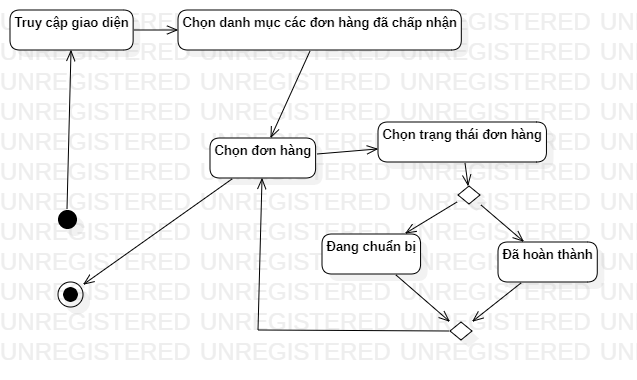 UNREGISTERED UNREGISTERED UNREGISTERED UNREGISTERED
Truy cập giao diện
Chọn danh mục các đơn hàng đã chấp nhận
Chọn trạng thái đơn hàng
Chọn đơn hàng
Đang chuẩn bị
Đã hoàn thành